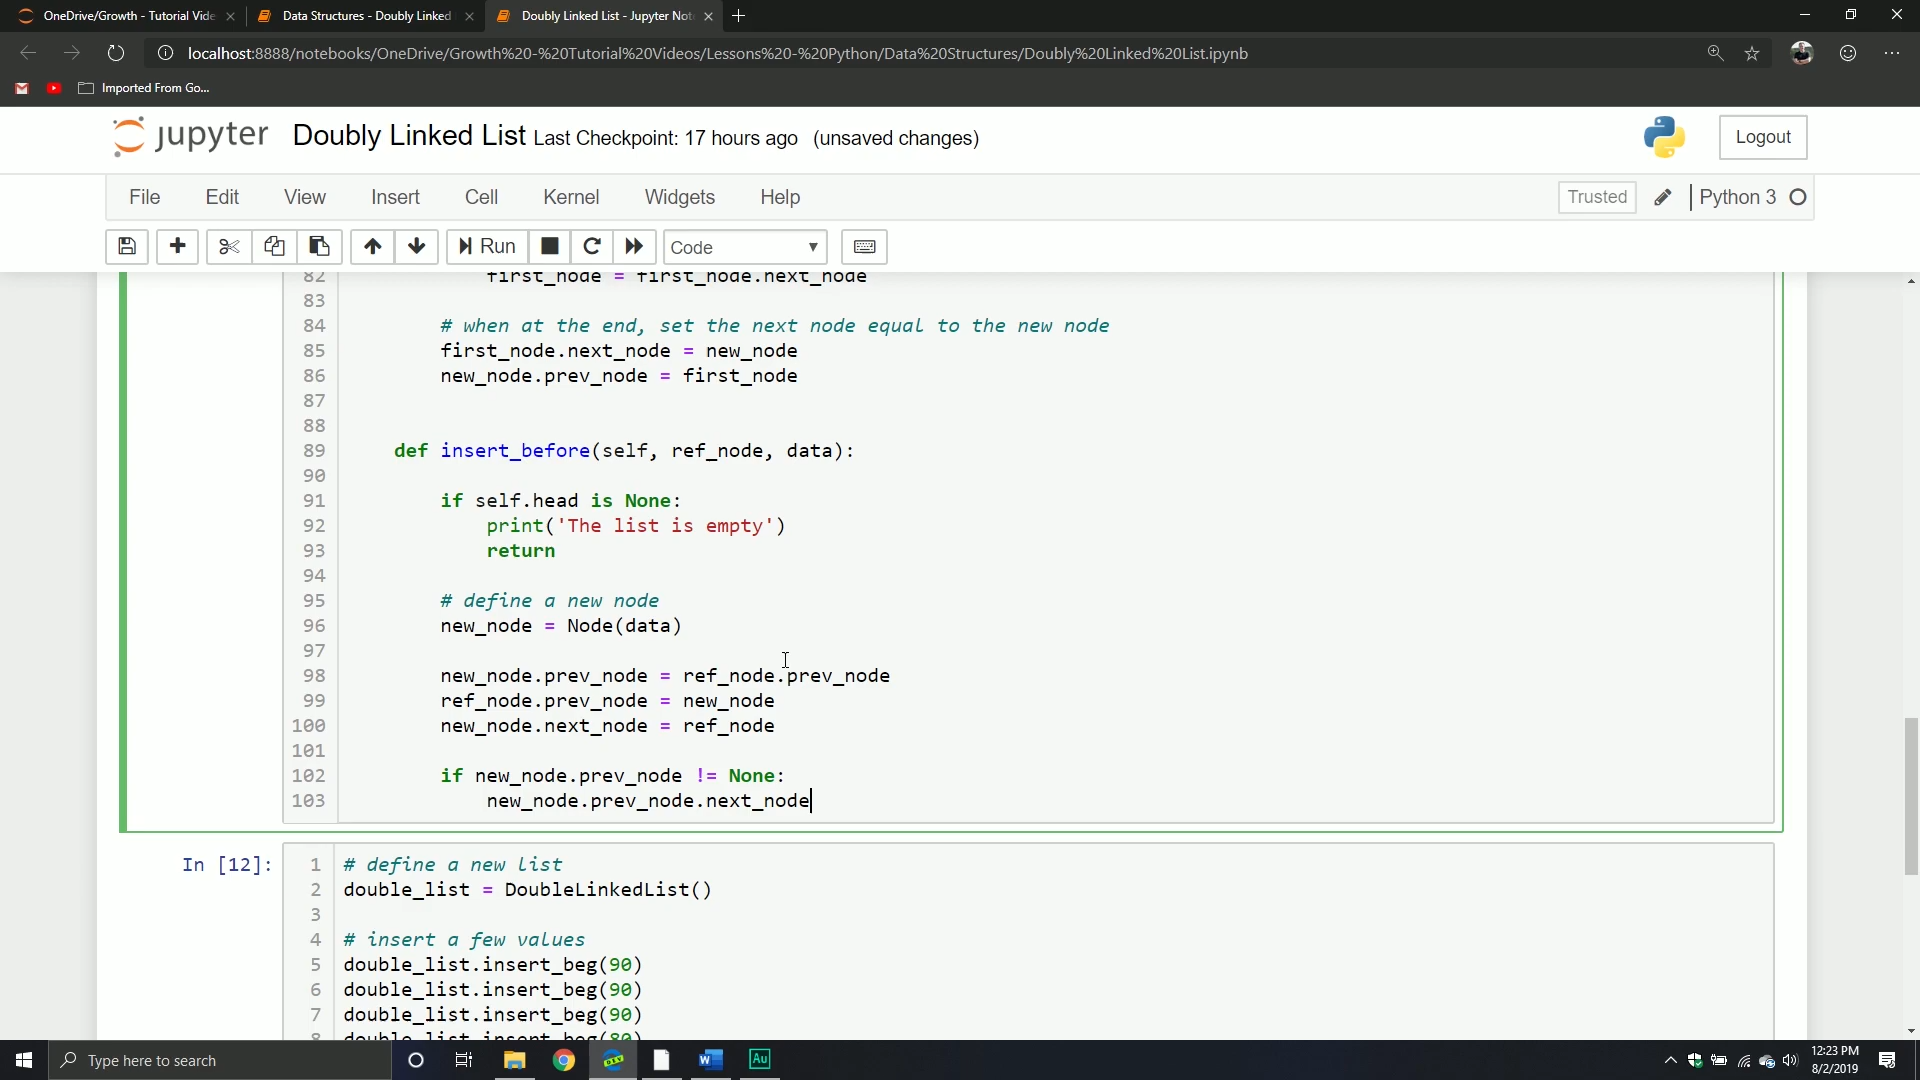 OneDrive/Growth - Tutorial Vide
Data Structures - Doubly Linked
Doubly Linked List - Jupyter Not
localhost:8888/notebooks/OneDrive/Growth%20-%20Tutorial%20Videos/Lessons%20-%20Python/Data%20Structures/Doubly%20Linked%20List.ipynb
Imported From Go...
jupyter Doubly Linked List Last Checkpoint: 17 hours ago (unsaved changes)
Logout
File Edit View Insert Cell Kernel Widgets Help
Trusted Python 3
Run Code
82 first_node = first_node.next_node
83
84 # when at the end, set the next node equal to the new node
85 first_node.next_node = new_node
86 new_node.prev_node = first_node
87
88
89 def insert_before(self, ref_node, data):
90
91 if self.head is None:
92 print('The list is empty')
93 return
94
95 # define a new node
96 new_node = Node(data)
97
98 new_node.prev_node = ref_node.prev_node
99 ref_node.prev_node = new_node
100 new_node.next_node = ref_node
101
102 if new_node.prev_node != None:
103 new_node.prev_node.next_node
In [12]:
1 # define a new list
2 double_list = DoubleLinkedList()
3
4 # insert a few values
5 double_list.insert_beg(90)
6 double_list.insert_beg(90)
7 double_list.insert_beg(90)
8 double_list.insert_beg(80)
Type here to search
DEV
Au
12:23 PM
8/2/2019